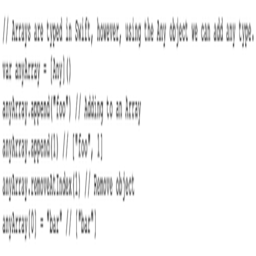 // Arrays are typed in Swift, however, using the Any object we can add any type.
var anyArray = [Any]()
anyArray.append("foo") // Adding to an Array
anyArray.append(1) // ["foo", 1]
anyArray.removeAtIndex(1) // Remove object
anyArray[0] = "bar" // ["bar"]